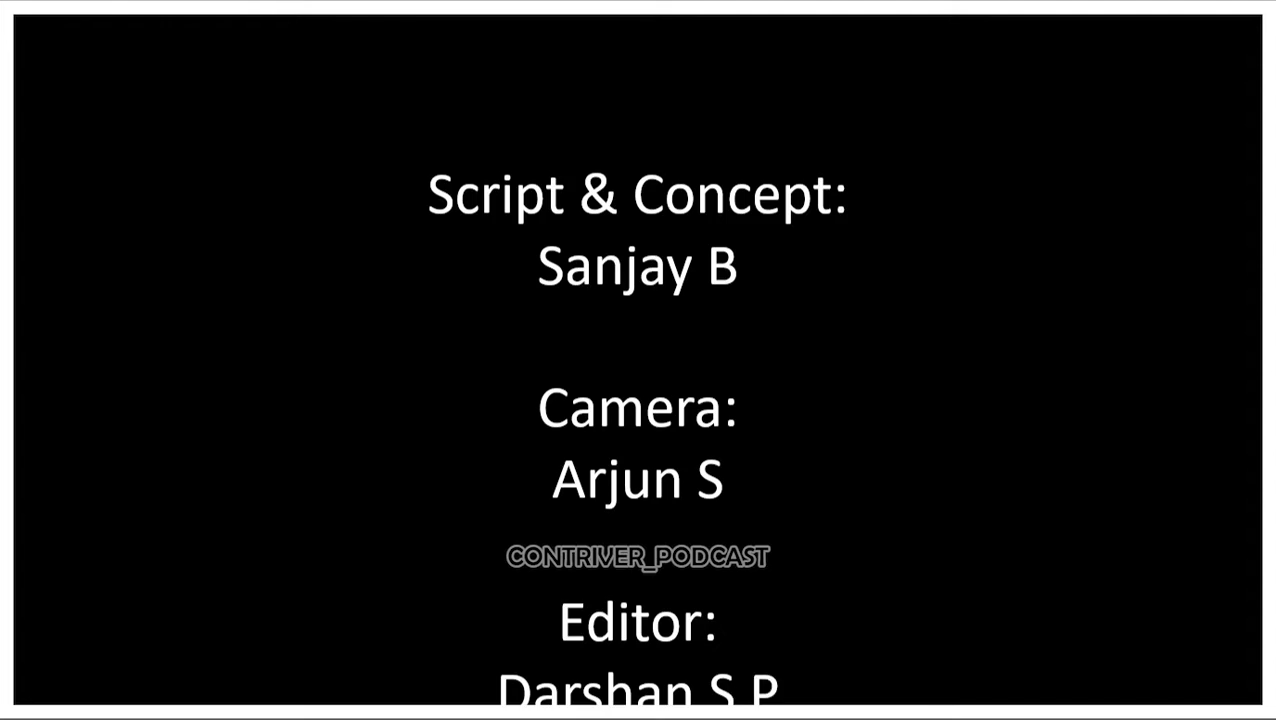 Script & Concept:
Sanjay B
Camera:
Arjun S
CONTRIVER_PODCAST
Editor:
Darshan S P